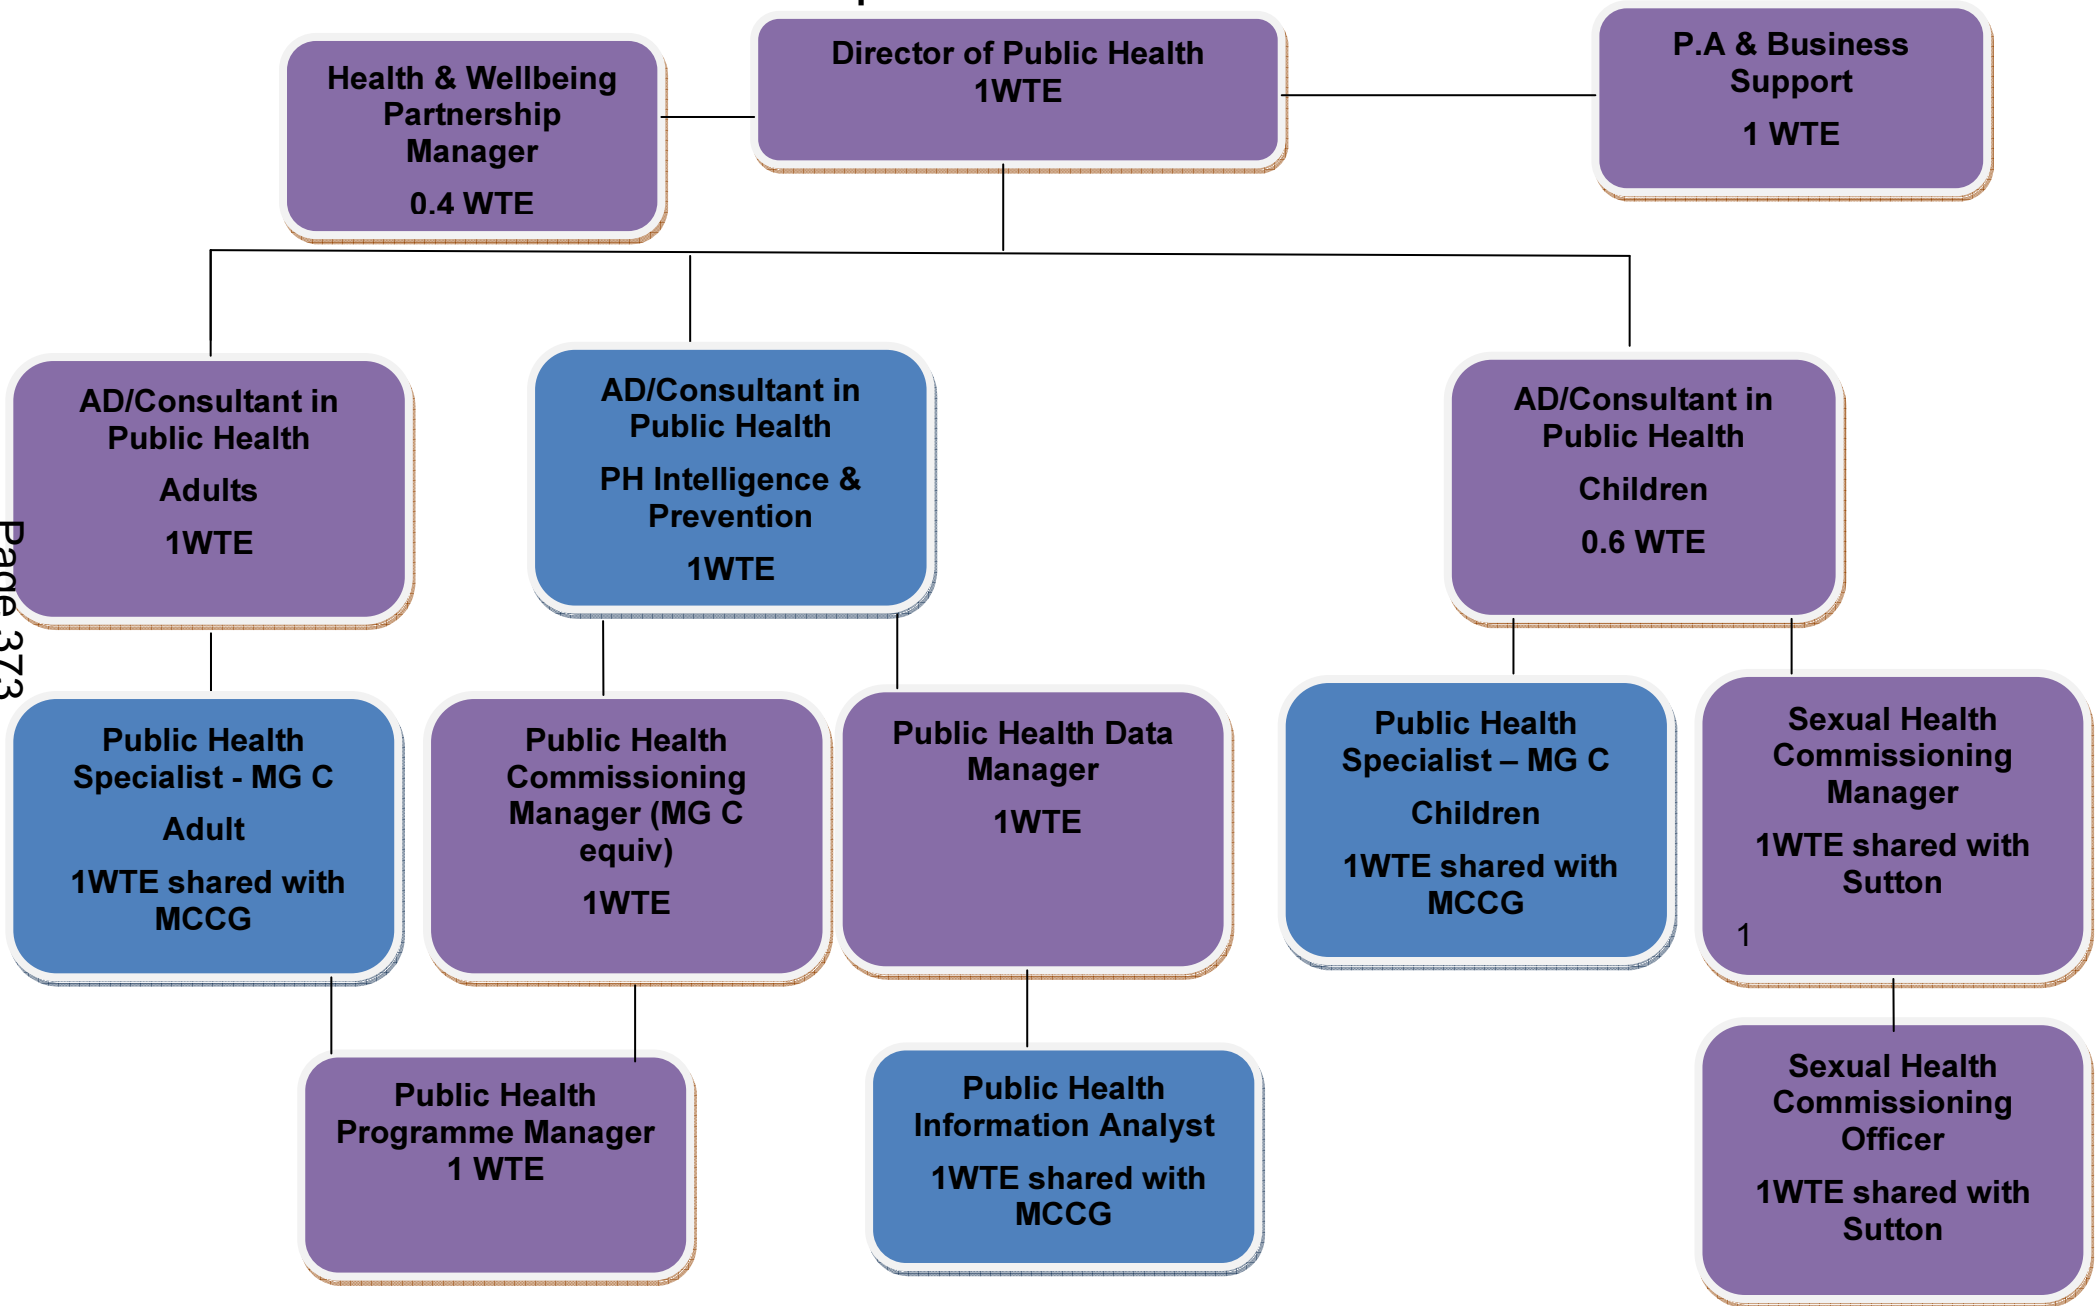 Health & Wellbeing
Partnership
Manager
0.4 WTE
Director of Public Health
1WTE
P.A & Business
Support
1 WTE
AD/Consultant in
Public Health
Adults
1WTE
AD/Consultant in
Public Health
PH Intelligence &
Prevention
1WTE
AD/Consultant in
Public Health
Children
0.6 WTE
Page 373
Public Health
Specialist - MG C
Adult
1WTE shared with
MCCG
Public Health
Commissioning
Manager (MG C
equiv)
1WTE
Public Health Data
Manager
1WTE
Public Health
Specialist – MG C
Children
1WTE shared with
MCCG
Sexual Health
Commissioning
Manager
1WTE shared with
Sutton
1
Public Health
Programme Manager
1 WTE
Public Health
Information Analyst
1WTE shared with
MCCG
Sexual Health
Commissioning
Officer
1WTE shared with
Sutton